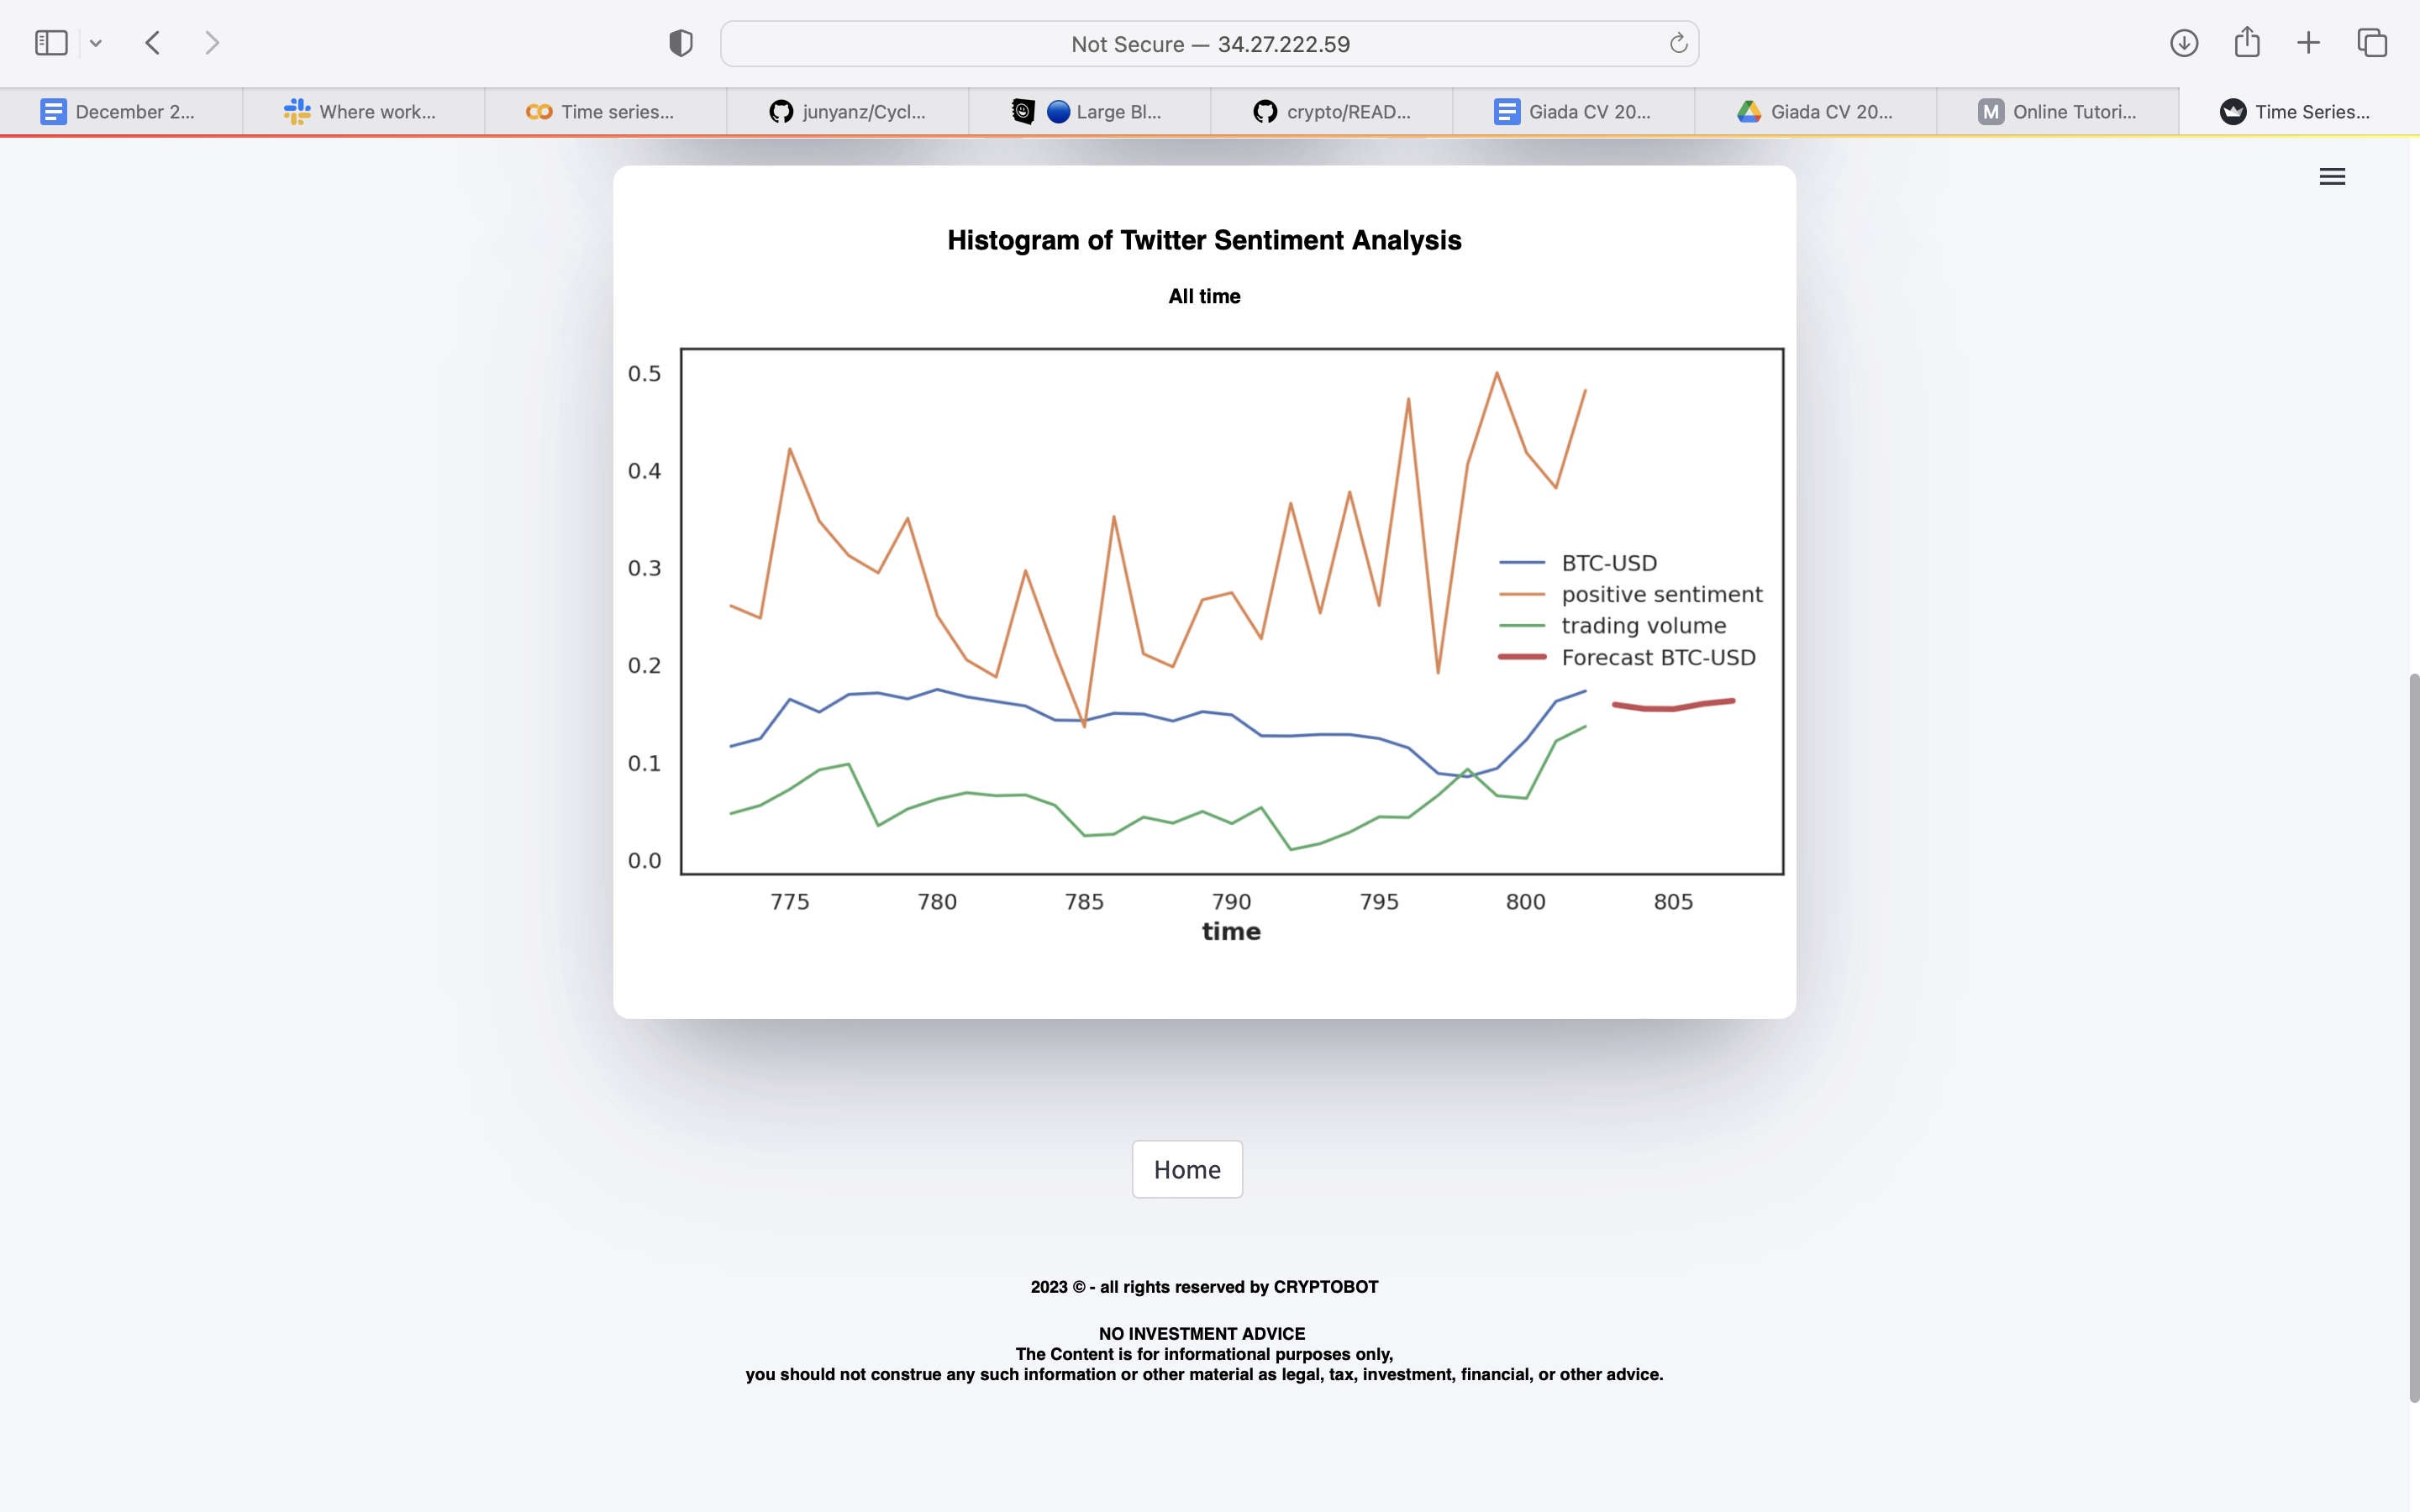 Not Secure — 34.27.222.59
December 2...
Where work...
Time series...
junyanz/Cycl...
Large Bl...
crypto/READ...
Giada CV 20...
Giada CV 20...
M Online Tutori...
Time Series...
Histogram of Twitter Sentiment Analysis
All time
0.5
0.4
0.3
0.2
0.1
0.0
BTC-USD
positive sentiment
trading volume
Forecast BTC-USD
775 780 785 790 795 800 805
time
Home
2023 © - all rights reserved by CRYPTOBOT
NO INVESTMENT ADVICE
The Content is for informational purposes only,
you should not construe any such information or other material as legal, tax, investment, financial, or other advice.